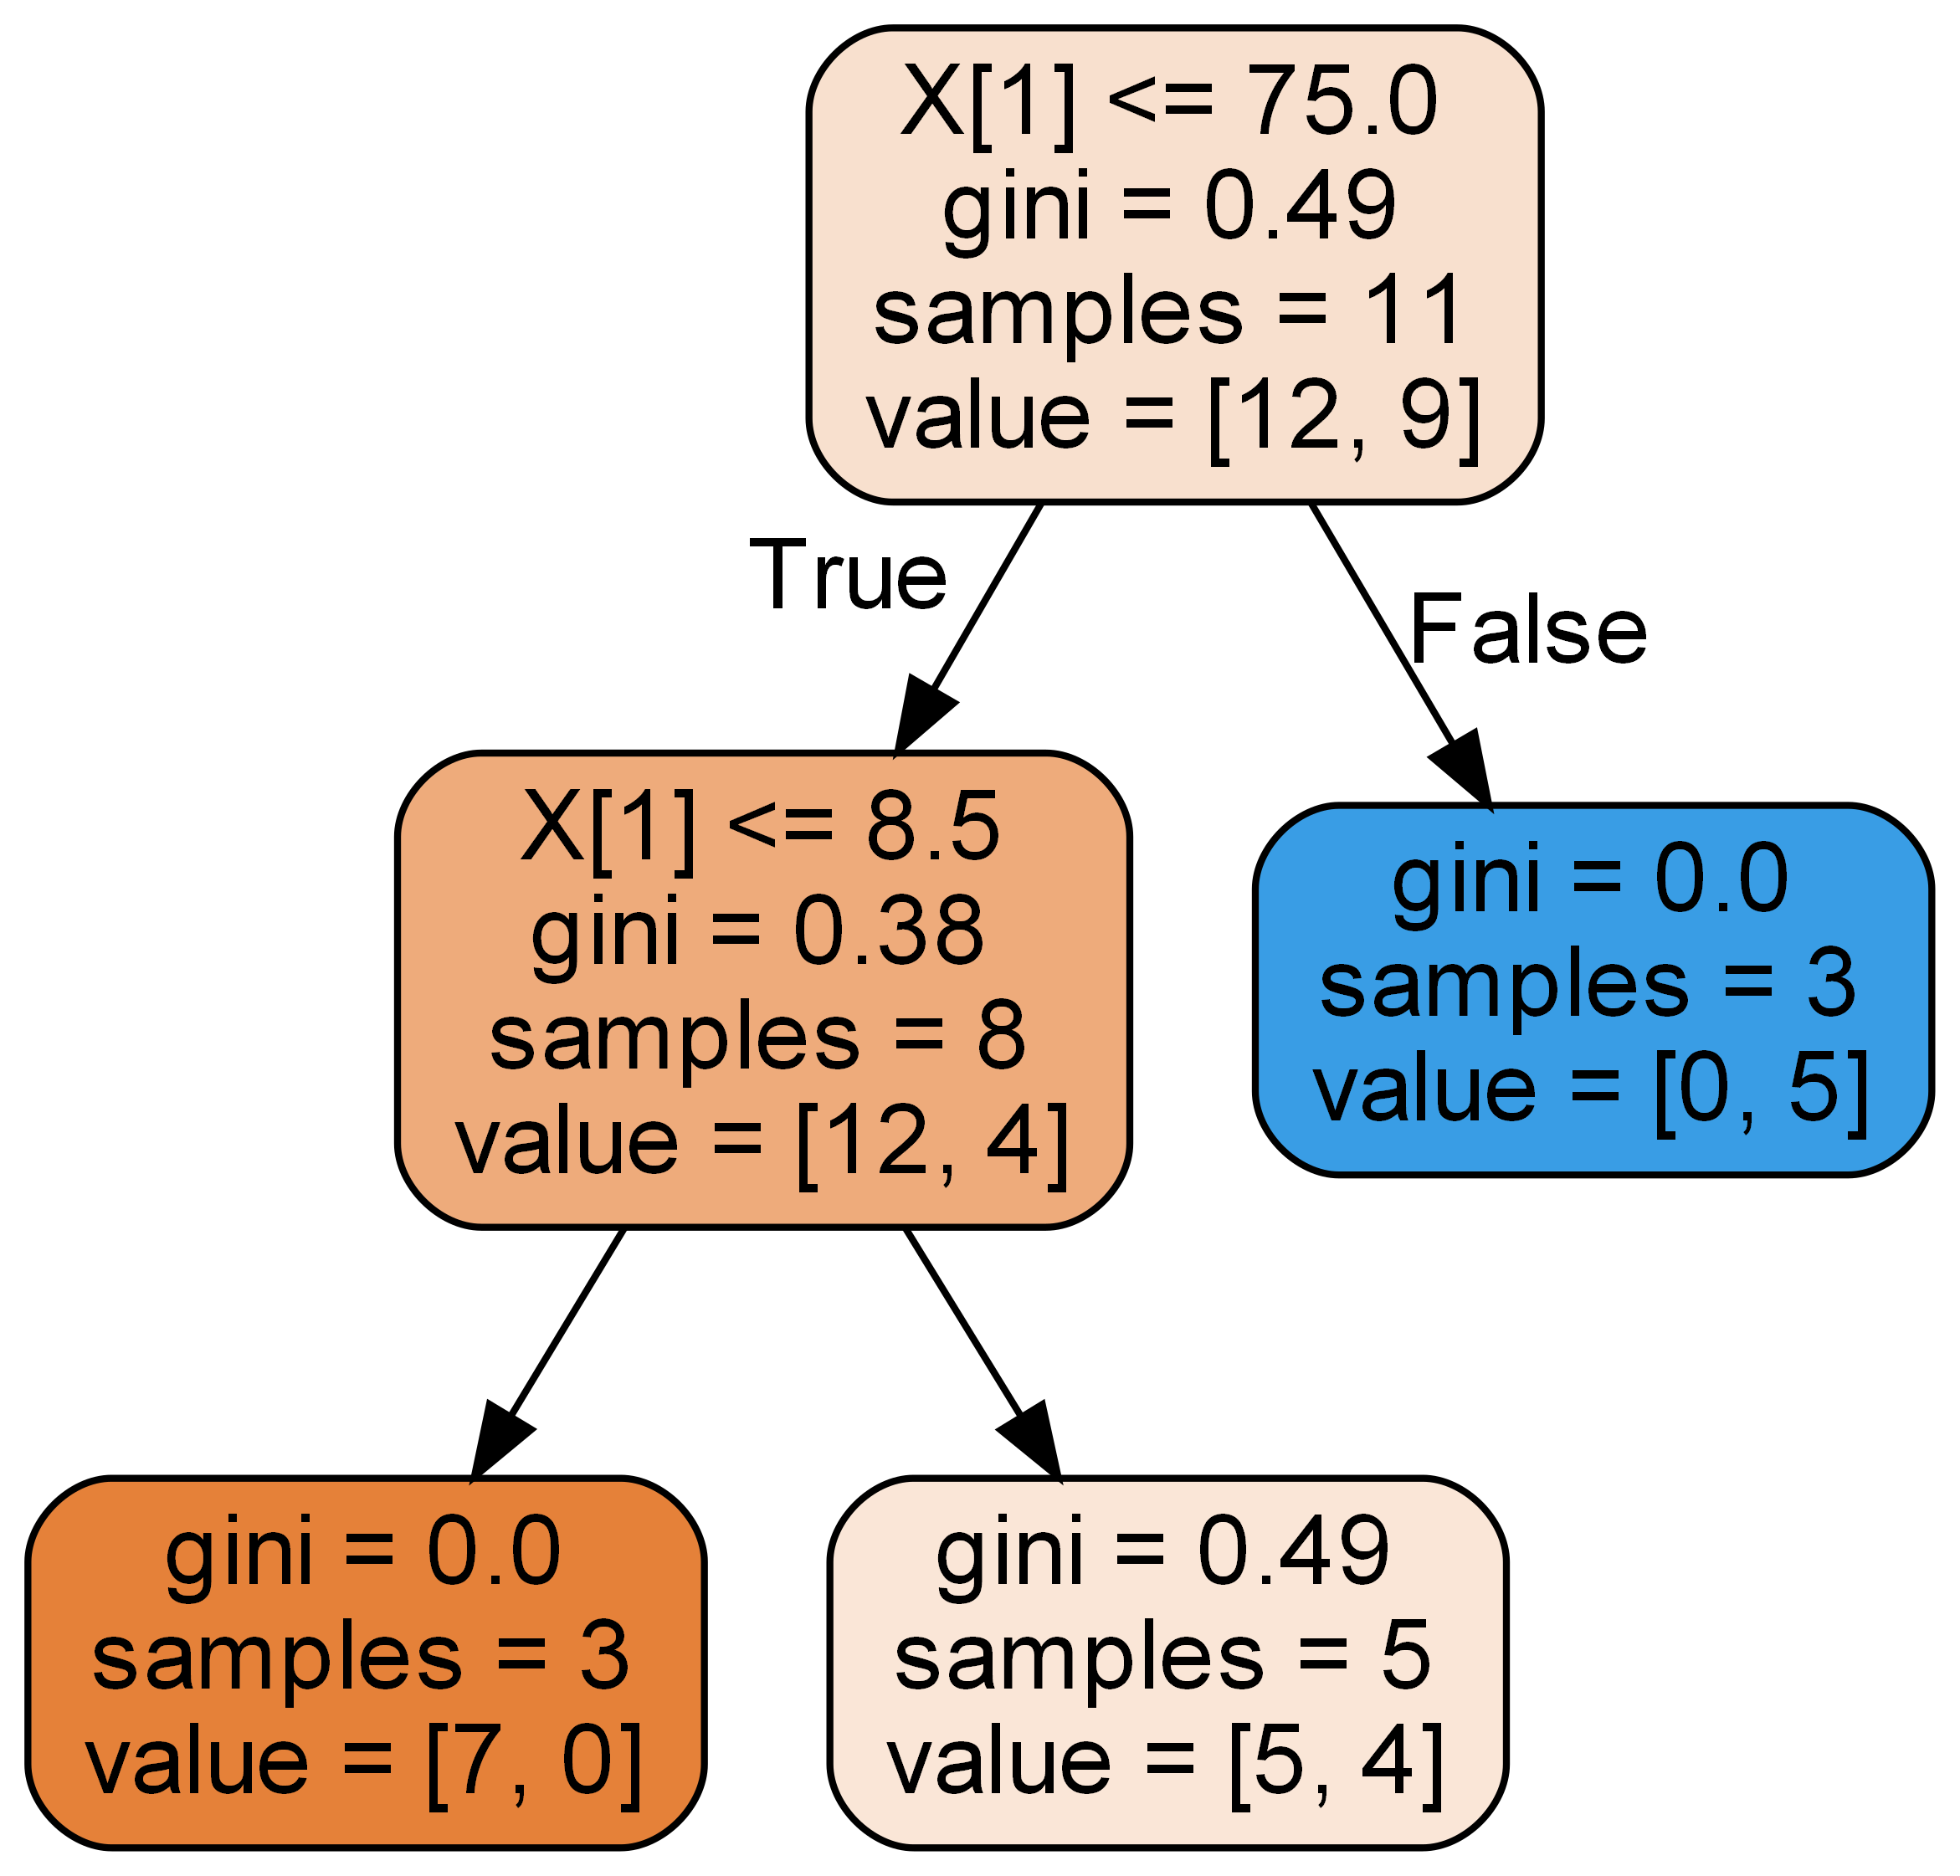 X[1] <= 75.0
gini = 0.49
samples = 11
value = [12, 9]
True
False
X[1] <= 8.5
gini = 0.38
samples = 8
value = [12, 4]
gini = 0.0
samples = 3
value = [0, 5]
gini = 0.0
samples = 3
value = [7, 0]
gini = 0.49
samples = 5
value = [5, 4]